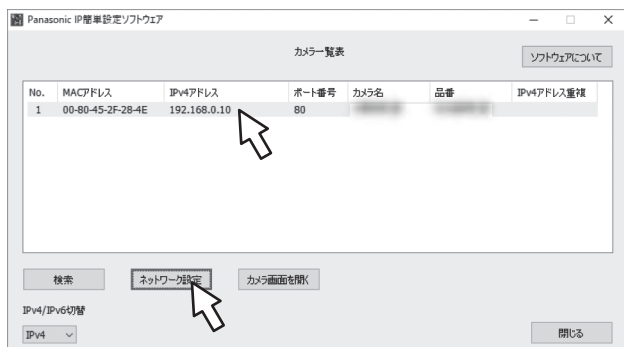 Panasonic IP簡単設定ソフトウェア
カメラ一覧表
ソフトウェアについて
No. MACアドレス IPv4アドレス ポート番号 カメラ名 品番 IPv4アドレス重複
1 00-80-45-2F-28-4E 192.168.0.10 80
検索 ネットワーク設定 カメラ画面を開く
IPv4/IPv6切替
IPv4 閉じる